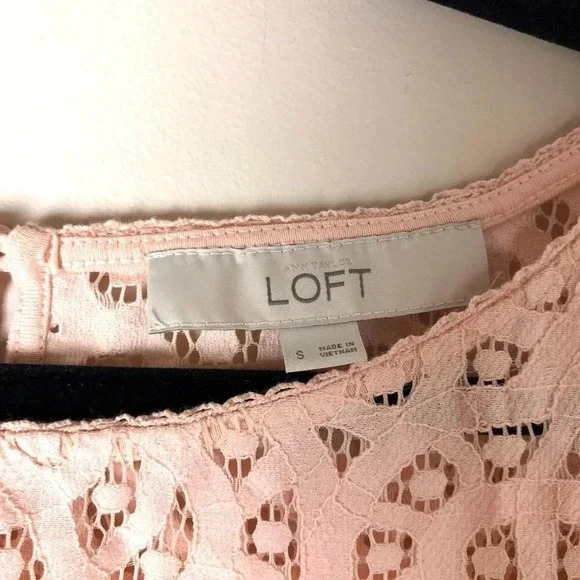 ANN TAYLOR
LOFT
S
MADE IN
VIETNAM